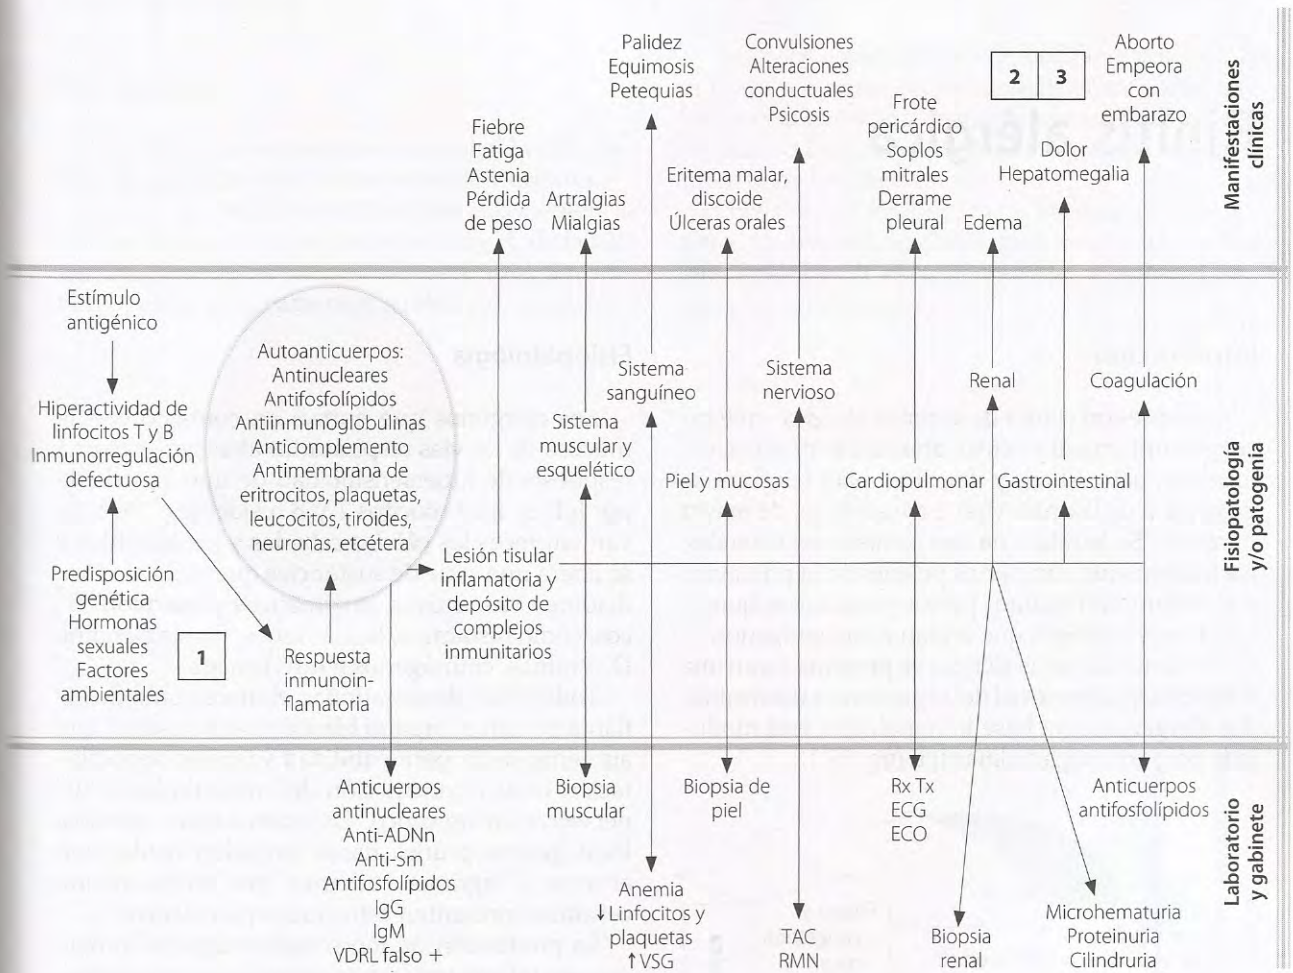 Palidez
Equimosis
Petequias
Convulsiones
Alteraciones
conductuales
Psicosis
2 3
Aborto
Empeora
con
embarazo
Manifestaciones
clínicas
Fiebre
Fatiga
Astenia
Pérdida
de peso
Artralgias
Mialgias
Eritema malar,
discoide
Úlceras orales
Frote
pericárdico
Soplos
mitrales
Derrame
pleural
Edema
Dolor
Hepatomegalia
Estímulo
antigénico
Hiperactividad de
linfocitos T y B
Inmunorregulación
defectuosa
Predisposición
genética
Hormonas
sexuales
Factores
ambientales
1
Autoanticuerpos:
Antinucleares
Antifosfolípidos
Antiinmunoglobulinas
Anticomplemento
Antimembrana de
eritrocitos, plaquetas,
leucocitos, tiroides,
neuronas, etcétera
Respuesta
inmunoin-
flamatoria
Lesión tisular
inflamatoria y
depósito de
complejos
inmunitarios
Sistema
muscular y
esquelético
Sistema
sanguíneo
Piel y mucosas
Sistema
nervioso
Cardiopulmonar
Renal
Gastrointestinal
Coagulación
Fisiopatología
y/o patogenia
Anticuerpos
antinucleares
Anti-ADNn
Anti-Sm
Antifosfolípidos
IgG
IgM
VDRL falso +
Biopsia
muscular
Anemia
↓Linfocitos y
plaquetas
↑VSG
Biopsia de
piel
TAC
RMN
Rx Tx
ECG
ECO
Biopsia
renal
Microhematuria
Proteinuria
Cilindruria
Anticuerpos
antifosfolípidos
Laboratorio
y gabinete